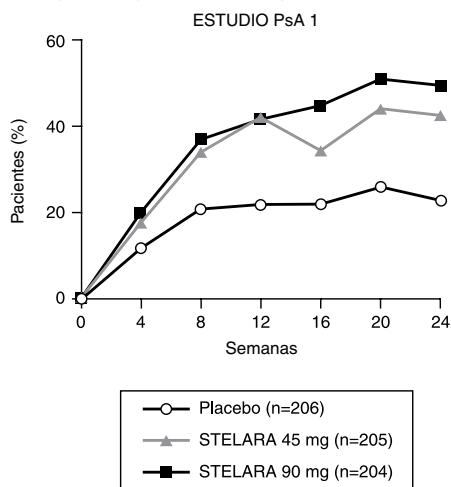 ESTUDIO PsA 1
60
40
20
0
Pacientes (%)
0 4 8 12 16 20 24
Semanas
Placebo (n=206)
STELARA 45 mg (n=205)
STELARA 90 mg (n=204)